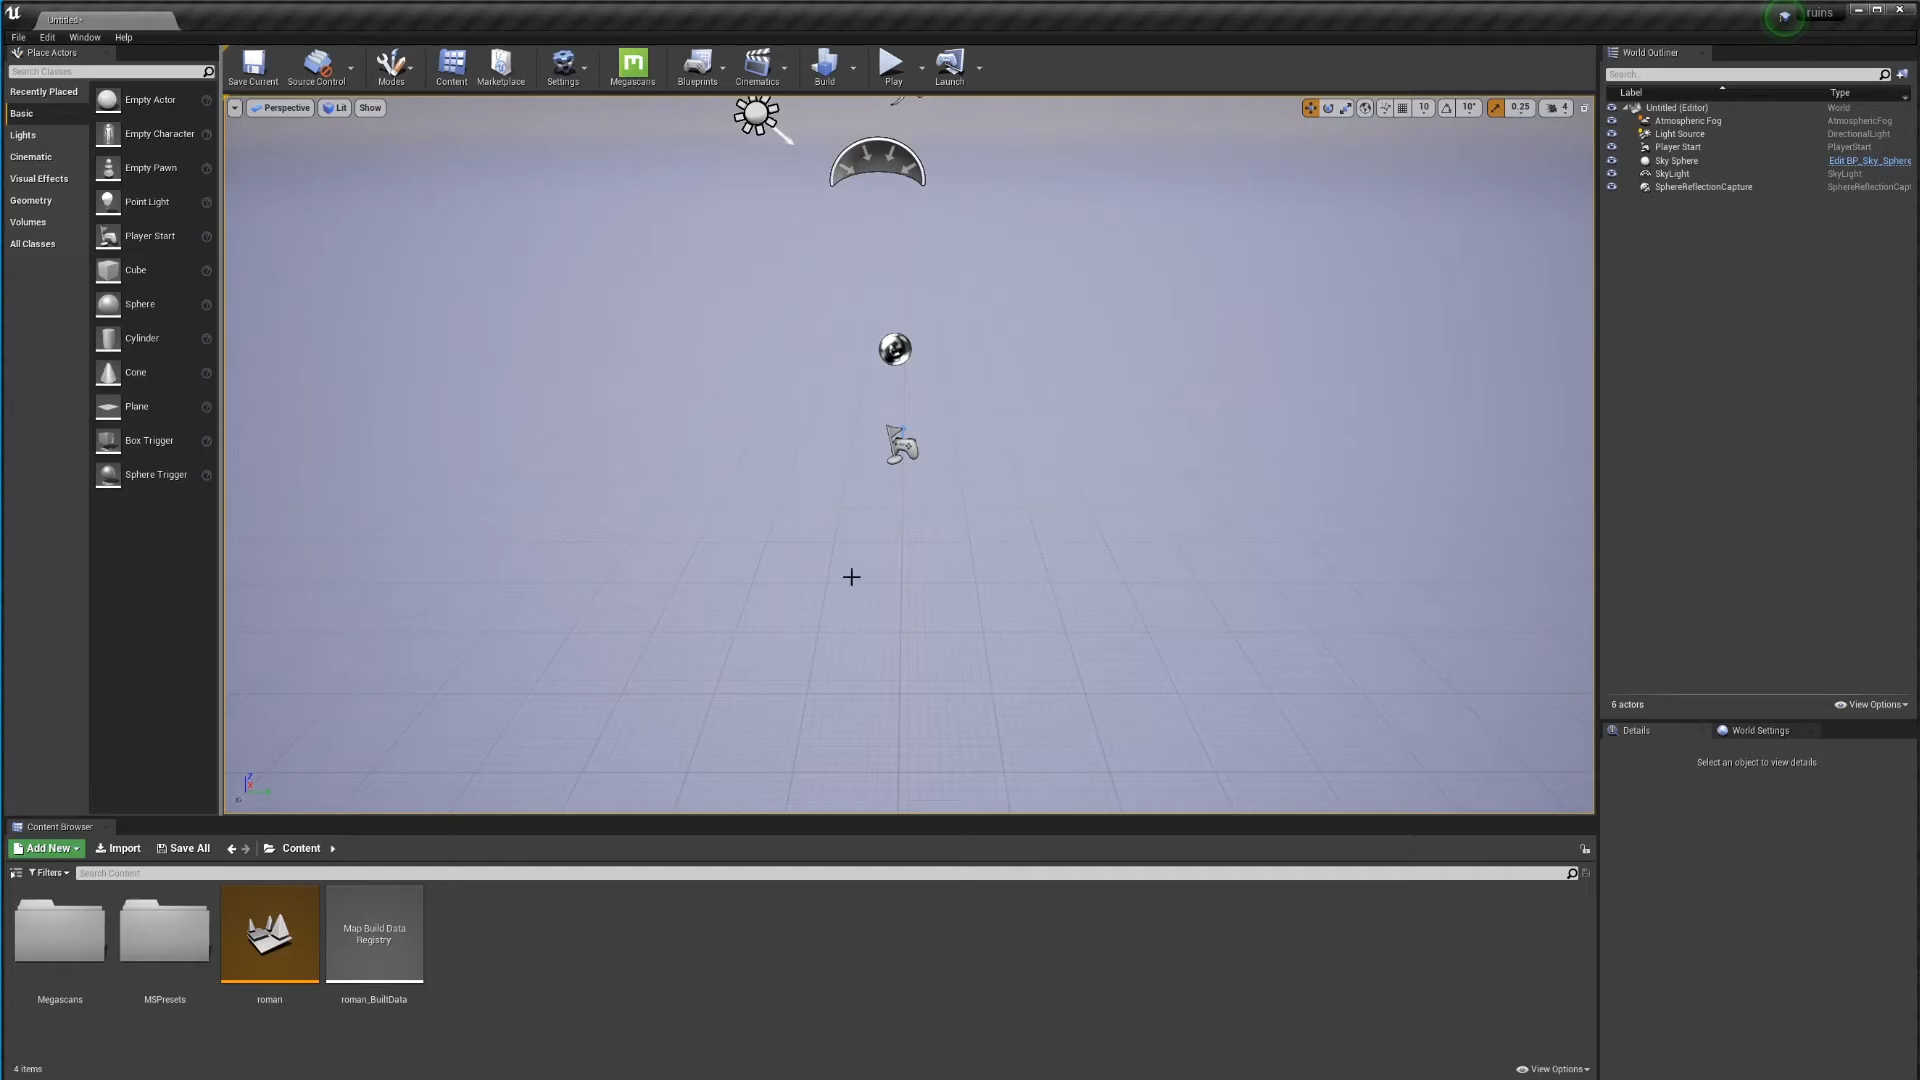 Untitled*
ruins
File Edit Window Help
Place Actors
Search Classes
Recently Placed
Basic
Lights
Cinematic
Visual Effects
Geometry
Volumes
All Classes
Empty Actor
Empty Character
Empty Pawn
Point Light
Player Start
Cube
Sphere
Cylinder
Cone
Plane
Box Trigger
Sphere Trigger
Save Current Source Control Modes Content Marketplace Settings Megascans Blueprints Cinematics Build Play Launch
Perspective Lit Show
10 10° 0.25 4
Z
World Outliner
Search...
Label Type
Untitled (Editor) World
Atmospheric Fog AtmosphericFog
Light Source DirectionalLight
Player Start PlayerStart
Sky Sphere Edit BP_Sky_Sphere
SkyLight SkyLight
SphereReflectionCapture SphereReflectionCapt
6 actors View Options
Details World Settings
Select an object to view details
Content Browser
Add New Import Save All Content
Filters Search Content
Map Build Data
Registry
Megascans MSPresets roman roman_BuiltData
4 items View Options